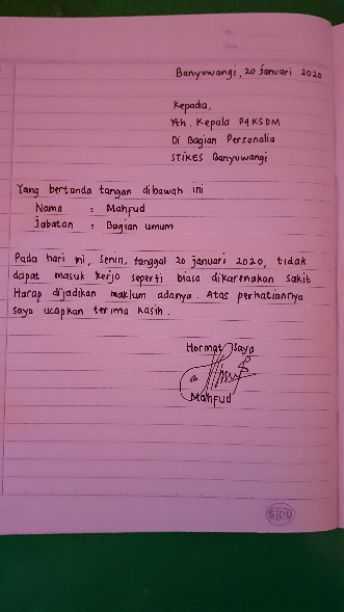 Banyuwangi, 20 Januari 2020
Kepada,
Yth. Kepala P4KSDM
Di Bagian Personalia
STIKES Banyuwangi
Yang bertanda tangan dibawah ini
Nama : Mahfud
Jabatan : Bagian umum
Pada hari ini, Senin, tanggal 20 januari 2020, tidak
dapat masuk kerja seperti biasa dikarenakan sakit
Harap dijadikan maklum adanya. Atas perhatiannya
saya ucapkan terima kasih.
Hormat Saya
Mahfud
SIDU